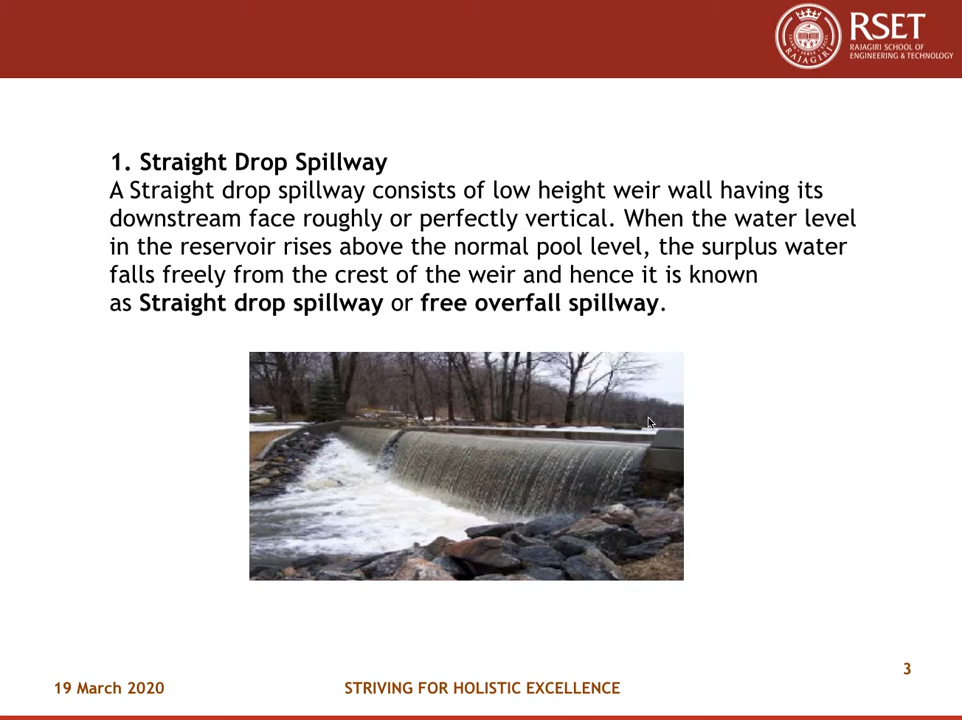 RSET
RAJAGIRI SCHOOL OF
ENGINEERING & TECHNOLOGY
RAJAGIRI
1. Straight Drop Spillway
A Straight drop spillway consists of low height weir wall having its
downstream face roughly or perfectly vertical. When the water level
in the reservoir rises above the normal pool level, the surplus water
falls freely from the crest of the weir and hence it is known
as Straight drop spillway or free overfall spillway.
3
19 March 2020
STRIVING FOR HOLISTIC EXCELLENCE